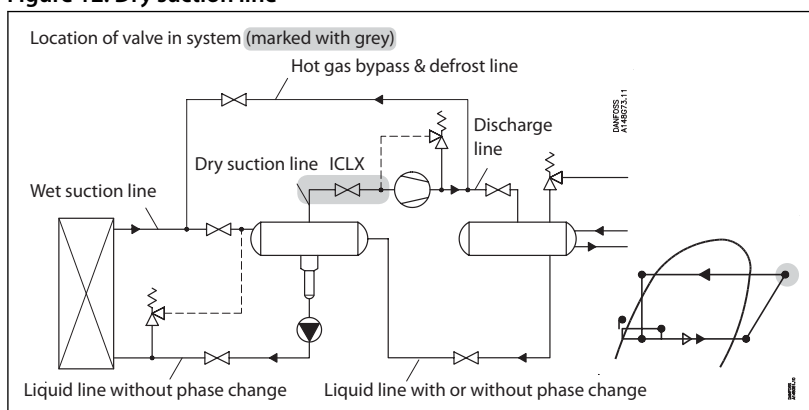 Figure 12. Dry suction line
Location of valve in system (marked with grey)
Hot gas bypass & defrost line
DANFOSS
A148G73.11
Discharge
line
Dry suction line ICLX
Wet suction line
Liquid line without phase change
Liquid line with or without phase change